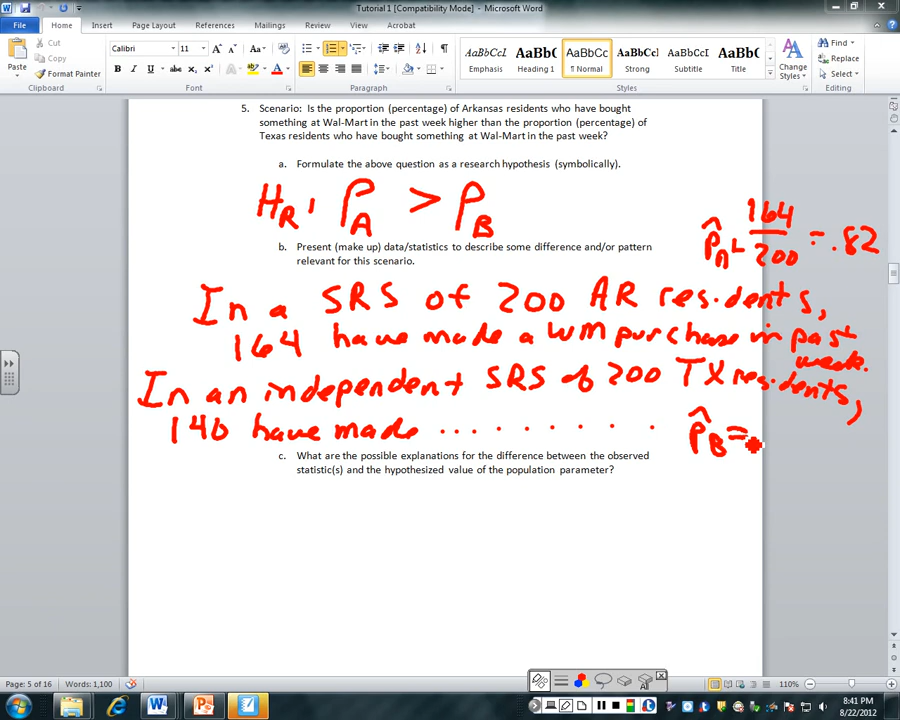 Tutorial 1 [Compatibility Mode] - Microsoft Word
File Home Insert Page Layout References Mailings Review View Acrobat
Cut
Copy
Format Painter
Paste
Clipboard
Calibri 11
Font
Paragraph
AaBbCcI AaBbC AaBbCc AaBbCc AaBbCc AaBbC
Emphasis Heading 1 ¶ Normal Strong Subtitle Title
Styles
Change Styles
Find
Replace
Select
Editing
5. Scenario: Is the proportion (percentage) of Arkansas residents who have bought
something at Wal-Mart in the past week higher than the proportion (percentage) of
Texas residents who have bought something at Wal-Mart in the past week?
a. Formulate the above question as a research hypothesis (symbolically).
HR: PA > PB
b. Present (make up) data/statistics to describe some difference and/or pattern
relevant for this scenario.
p̂A = 164/200 = .82
In a SRS of 200 AR residents,
164 have made a WM purchase in past
week.
In an independent SRS of 200 TX residents,
140 have made ..........
p̂B =
c. What are the possible explanations for the difference between the observed
statistic(s) and the hypothesized value of the population parameter?
Page: 5 of 16 Words: 1,100
110%
8:41 PM
8/22/2012